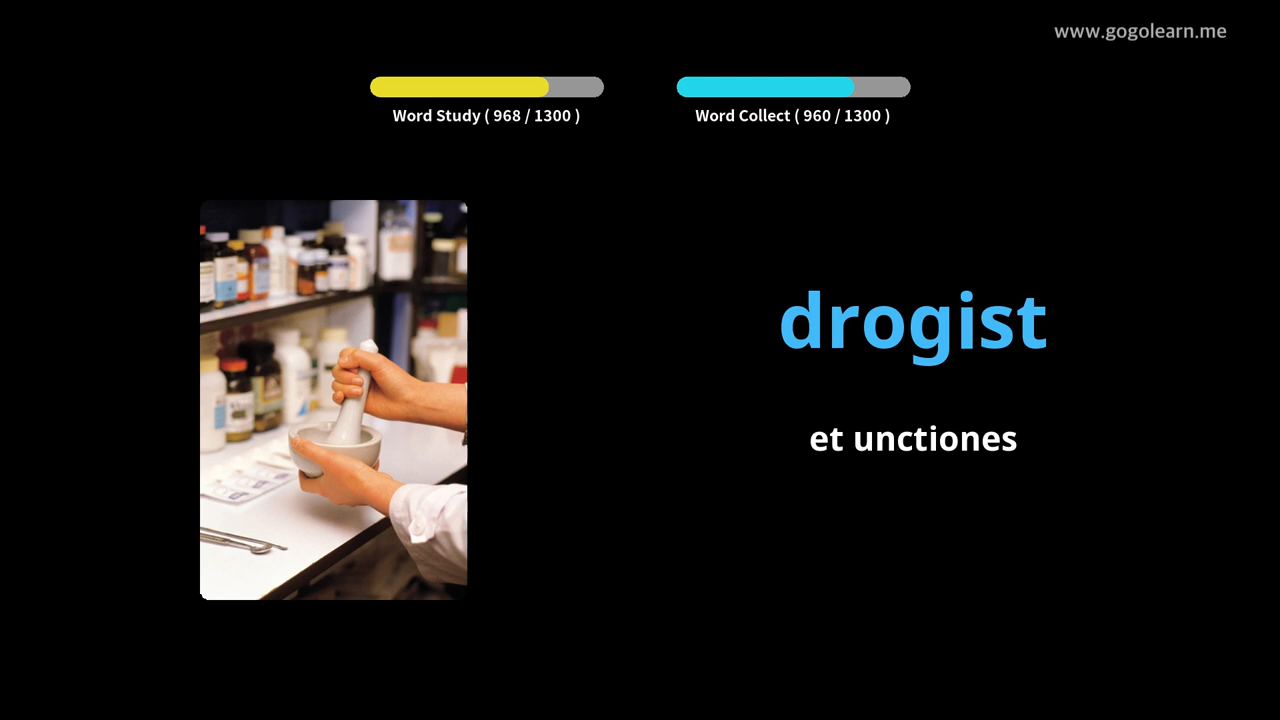 www.gogolearn.me
Word Study ( 968 / 1300 )
Word Collect ( 960 / 1300 )
drogist
et unctiones